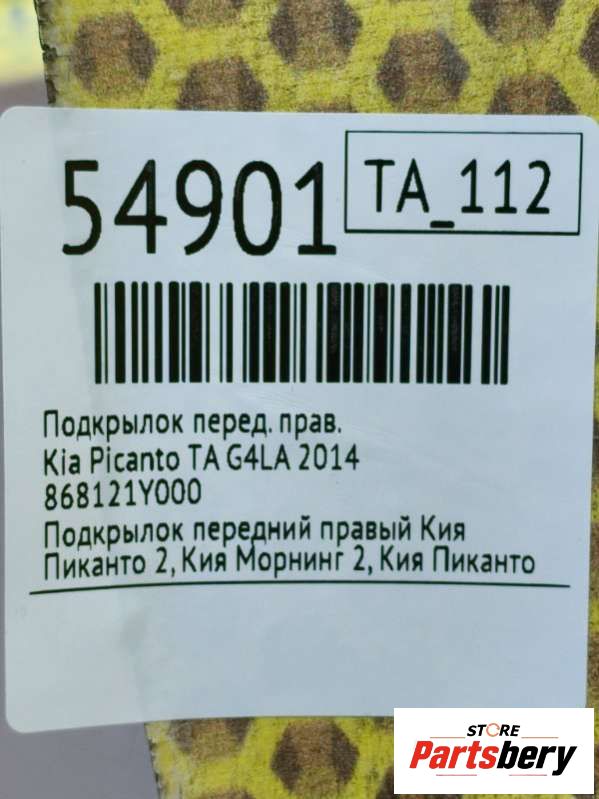 54901
TA_112
Подкрылок перед. прав.
Kia Picanto TA G4LA 2014
868121Y000
Подкрылок передний правый Кия
Пиканто 2, Кия Морнинг 2, Кия Пиканто
STORE
Partsbery